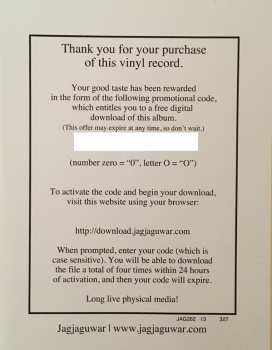 Thank you for your purchase
of this vinyl record.
Your good taste has been rewarded
in the form of the following promotional code,
which entitles you to a free digital
download of this album.
(This offer may expire at any time, so don't wait.)
(number zero = “0”, letter O = “O”)
To activate the code and begin your download,
visit this website using your browser:
http://download.jagjaguwar.com
When prompted, enter your code (which is
case sensitive). You will be able to download
the file a total of four times within 24 hours
of activation, and then your code will expire.
Long live physical media!
JAG262 13 327
Jagjaguwar | www.jagjaguwar.com